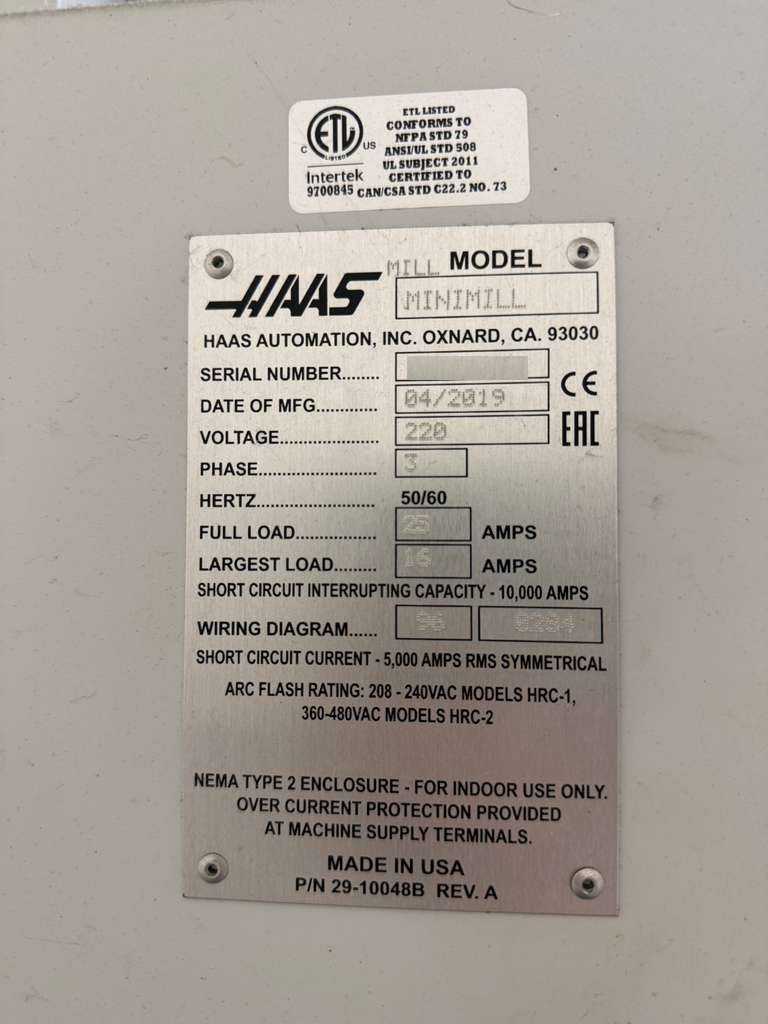 ETL LISTED
CONFORMS TO
NFPA STD 79
ANSI/UL STD 508
UL SUBJECT 2011
CERTIFIED TO
CAN/CSA STD C22.2 NO. 73
C ETL US
LISTED
Intertek
9700845
HAAS
MILL MODEL
MINIMILL
HAAS AUTOMATION, INC. OXNARD, CA. 93030
SERIAL NUMBER........
DATE OF MFG............. 04/2019
CE
VOLTAGE..................... 220
EAC
PHASE......................... 3
HERTZ......................... 50/60
FULL LOAD................. 25 AMPS
LARGEST LOAD......... 16 AMPS
SHORT CIRCUIT INTERRUPTING CAPACITY - 10,000 AMPS
WIRING DIAGRAM...... 96 0284
SHORT CIRCUIT CURRENT - 5,000 AMPS RMS SYMMETRICAL
ARC FLASH RATING: 208 - 240VAC MODELS HRC-1,
360-480VAC MODELS HRC-2
NEMA TYPE 2 ENCLOSURE - FOR INDOOR USE ONLY.
OVER CURRENT PROTECTION PROVIDED
AT MACHINE SUPPLY TERMINALS.
MADE IN USA
P/N 29-10048B REV. A